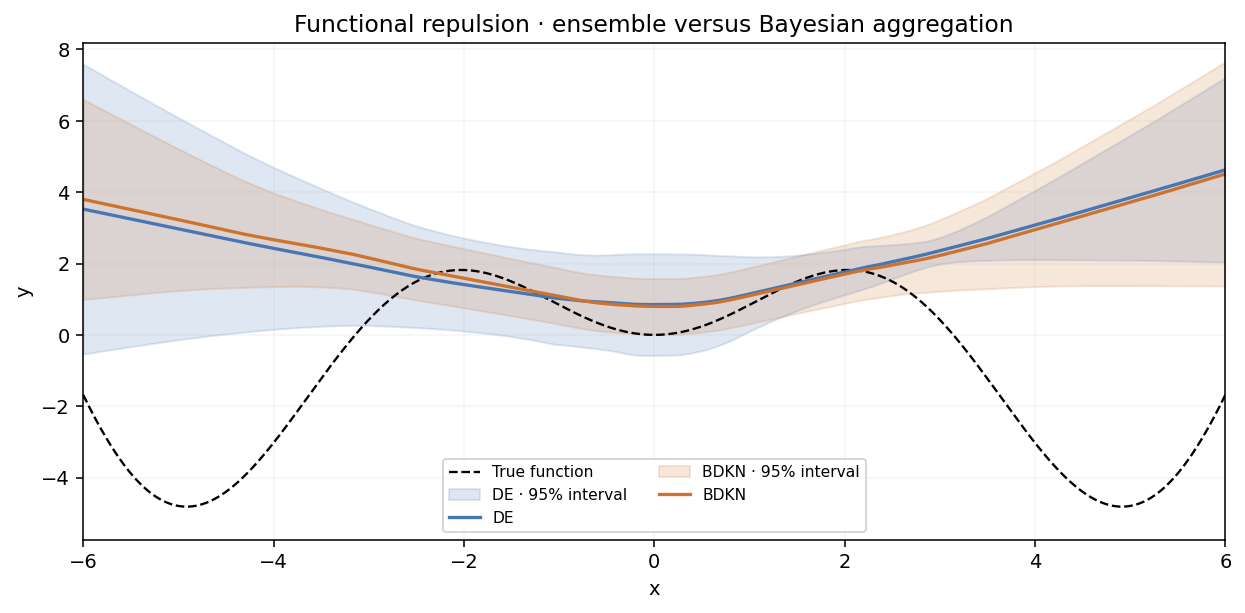 Functional repulsion · ensemble versus Bayesian aggregation
y
8
6
4
2
0
−2
−4
−6
−4
−2
0
2
4
6
x
True function
DE · 95% interval
DE
BDKN · 95% interval
BDKN